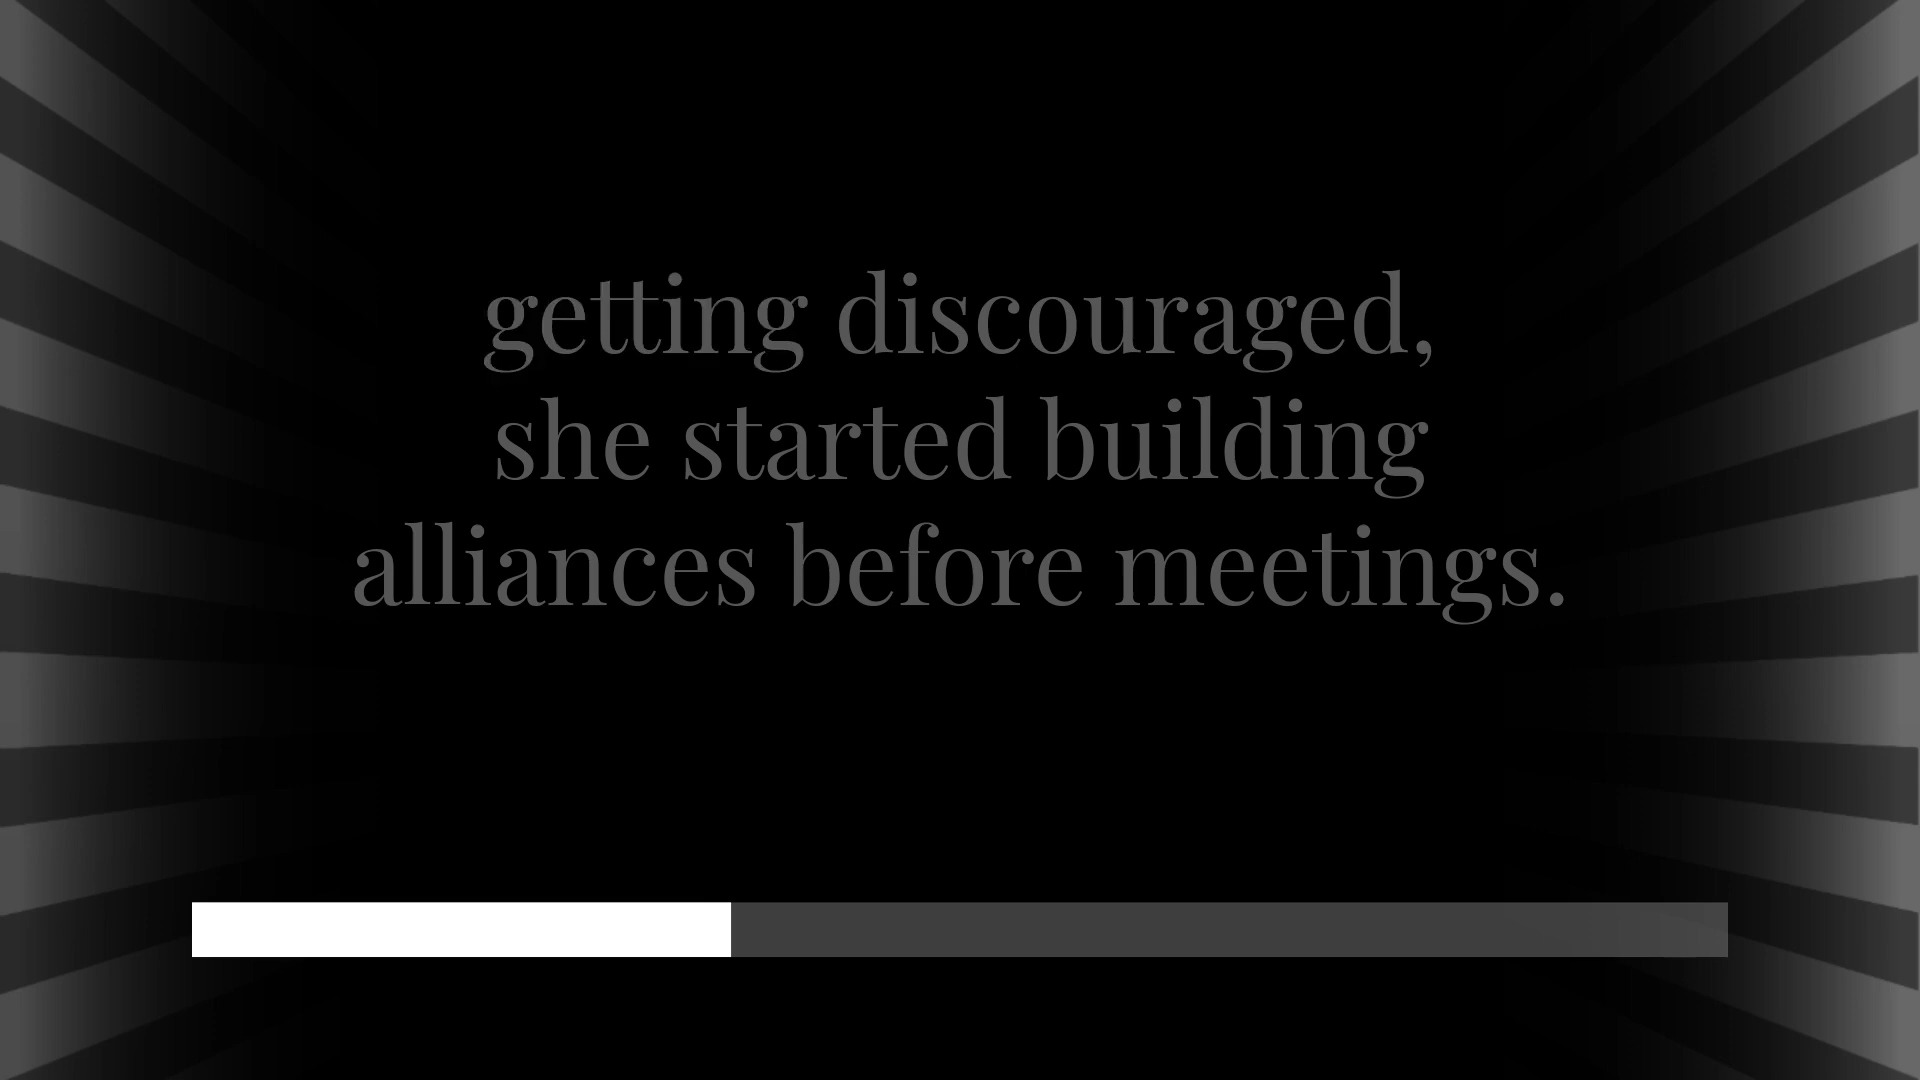 getting discouraged,
she started building
alliances before meetings.